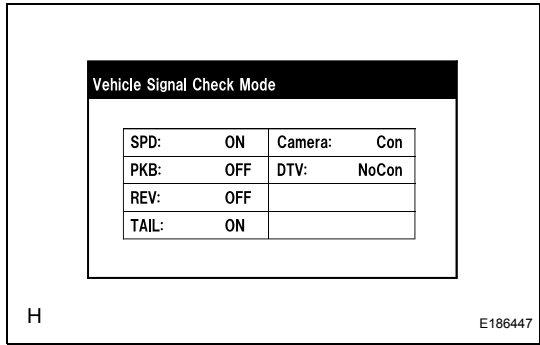 Vehicle Signal Check Mode
SPD: ON Camera: Con
PKB: OFF DTV: NoCon
REV: OFF
TAIL: ON
H
E186447